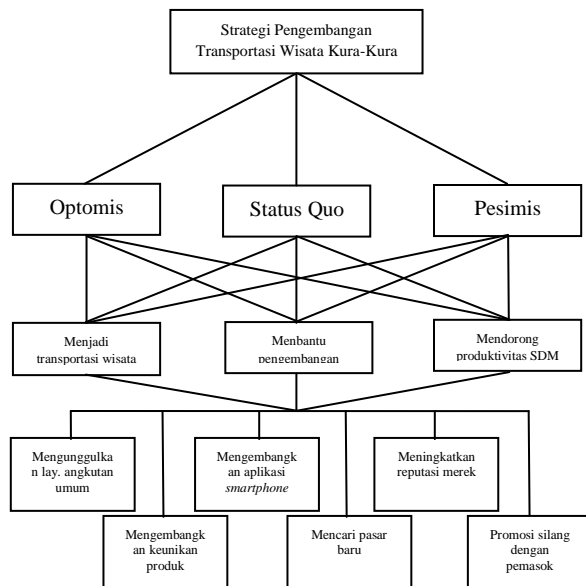 Strategi Pengembangan
Transportasi Wisata Kura-Kura
Optomis
Status Quo
Pesimis
Menjadi
transportasi wisata
Menbantu
pengembangan
Mendorong
produktivitas SDM
Mengunggulka
n lay. angkutan
umum
Mengembangk
an aplikasi
smartphone
Meningkatkan
reputasi merek
Mengembangk
an keunikan
produk
Mencari pasar
baru
Promosi silang
dengan
pemasok